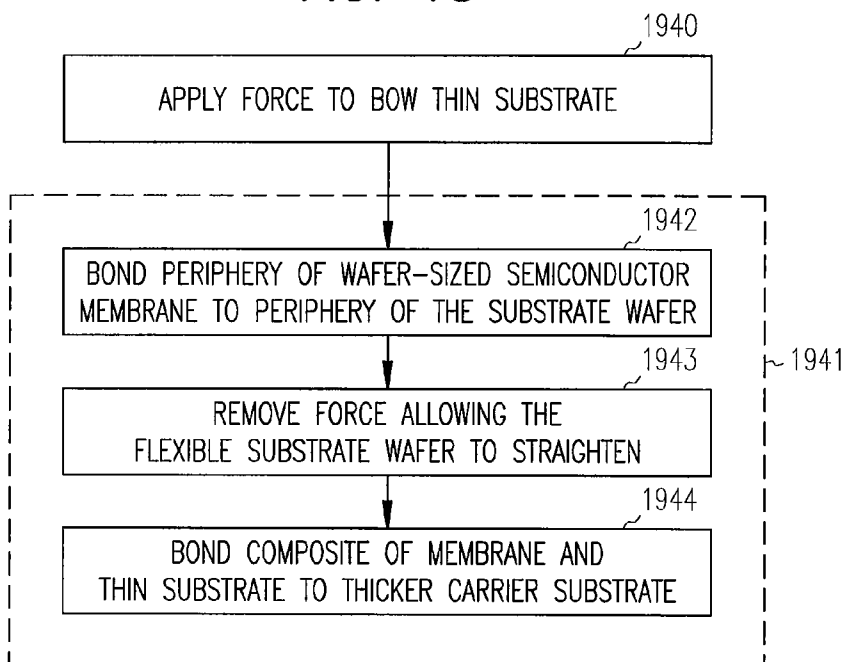 1940
APPLY FORCE TO BOW THIN SUBSTRATE
1942
BOND PERIPHERY OF WAFER-SIZED SEMICONDUCTOR
MEMBRANE TO PERIPHERY OF THE SUBSTRATE WAFER
1941
1943
REMOVE FORCE ALLOWING THE
FLEXIBLE SUBSTRATE WAFER TO STRAIGHTEN
1944
BOND COMPOSITE OF MEMBRANE AND
THIN SUBSTRATE TO THICKER CARRIER SUBSTRATE